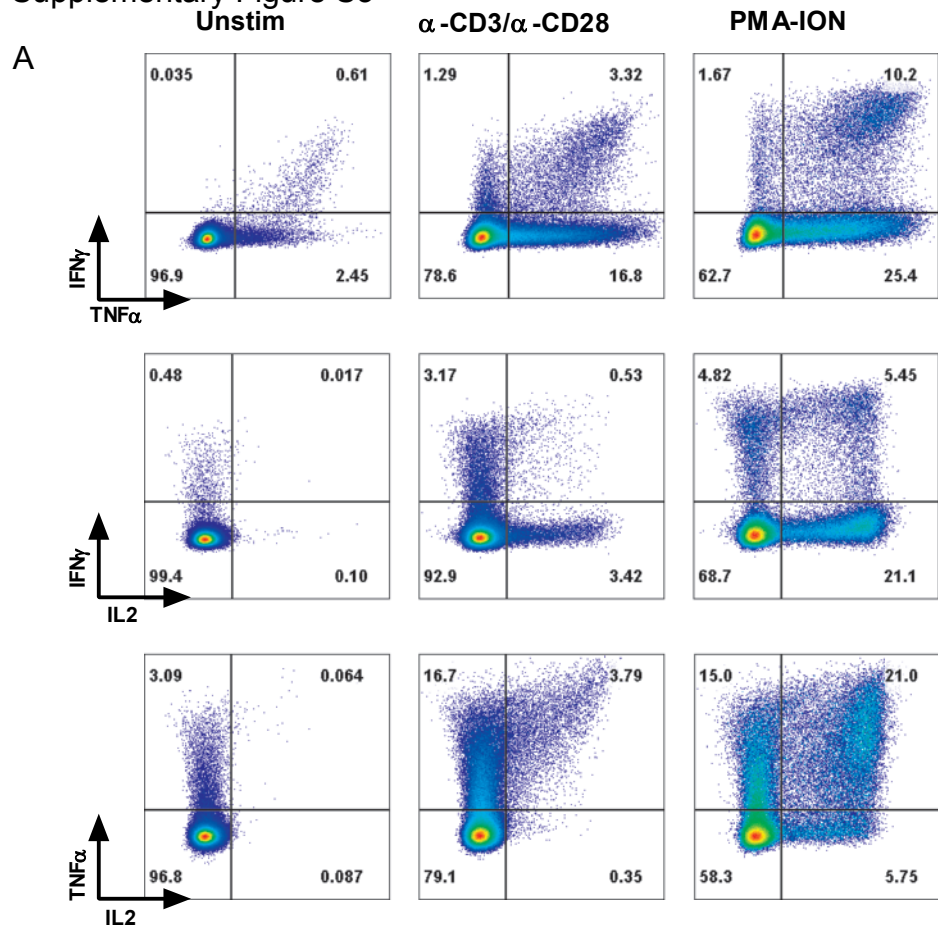 Unstim α-CD3/α-CD28 PMA-ION
A
0.035 0.61 1.29 3.32 1.67 10.2
IFNγ
96.9 2.45 78.6 16.8 62.7 25.4
TNFα
0.48 0.017 3.17 0.53 4.82 5.45
IFNγ
99.4 0.10 92.9 3.42 68.7 21.1
IL2
3.09 0.064 16.7 3.79 15.0 21.0
TNFα
96.8 0.087 79.1 0.35 58.3 5.75
IL2